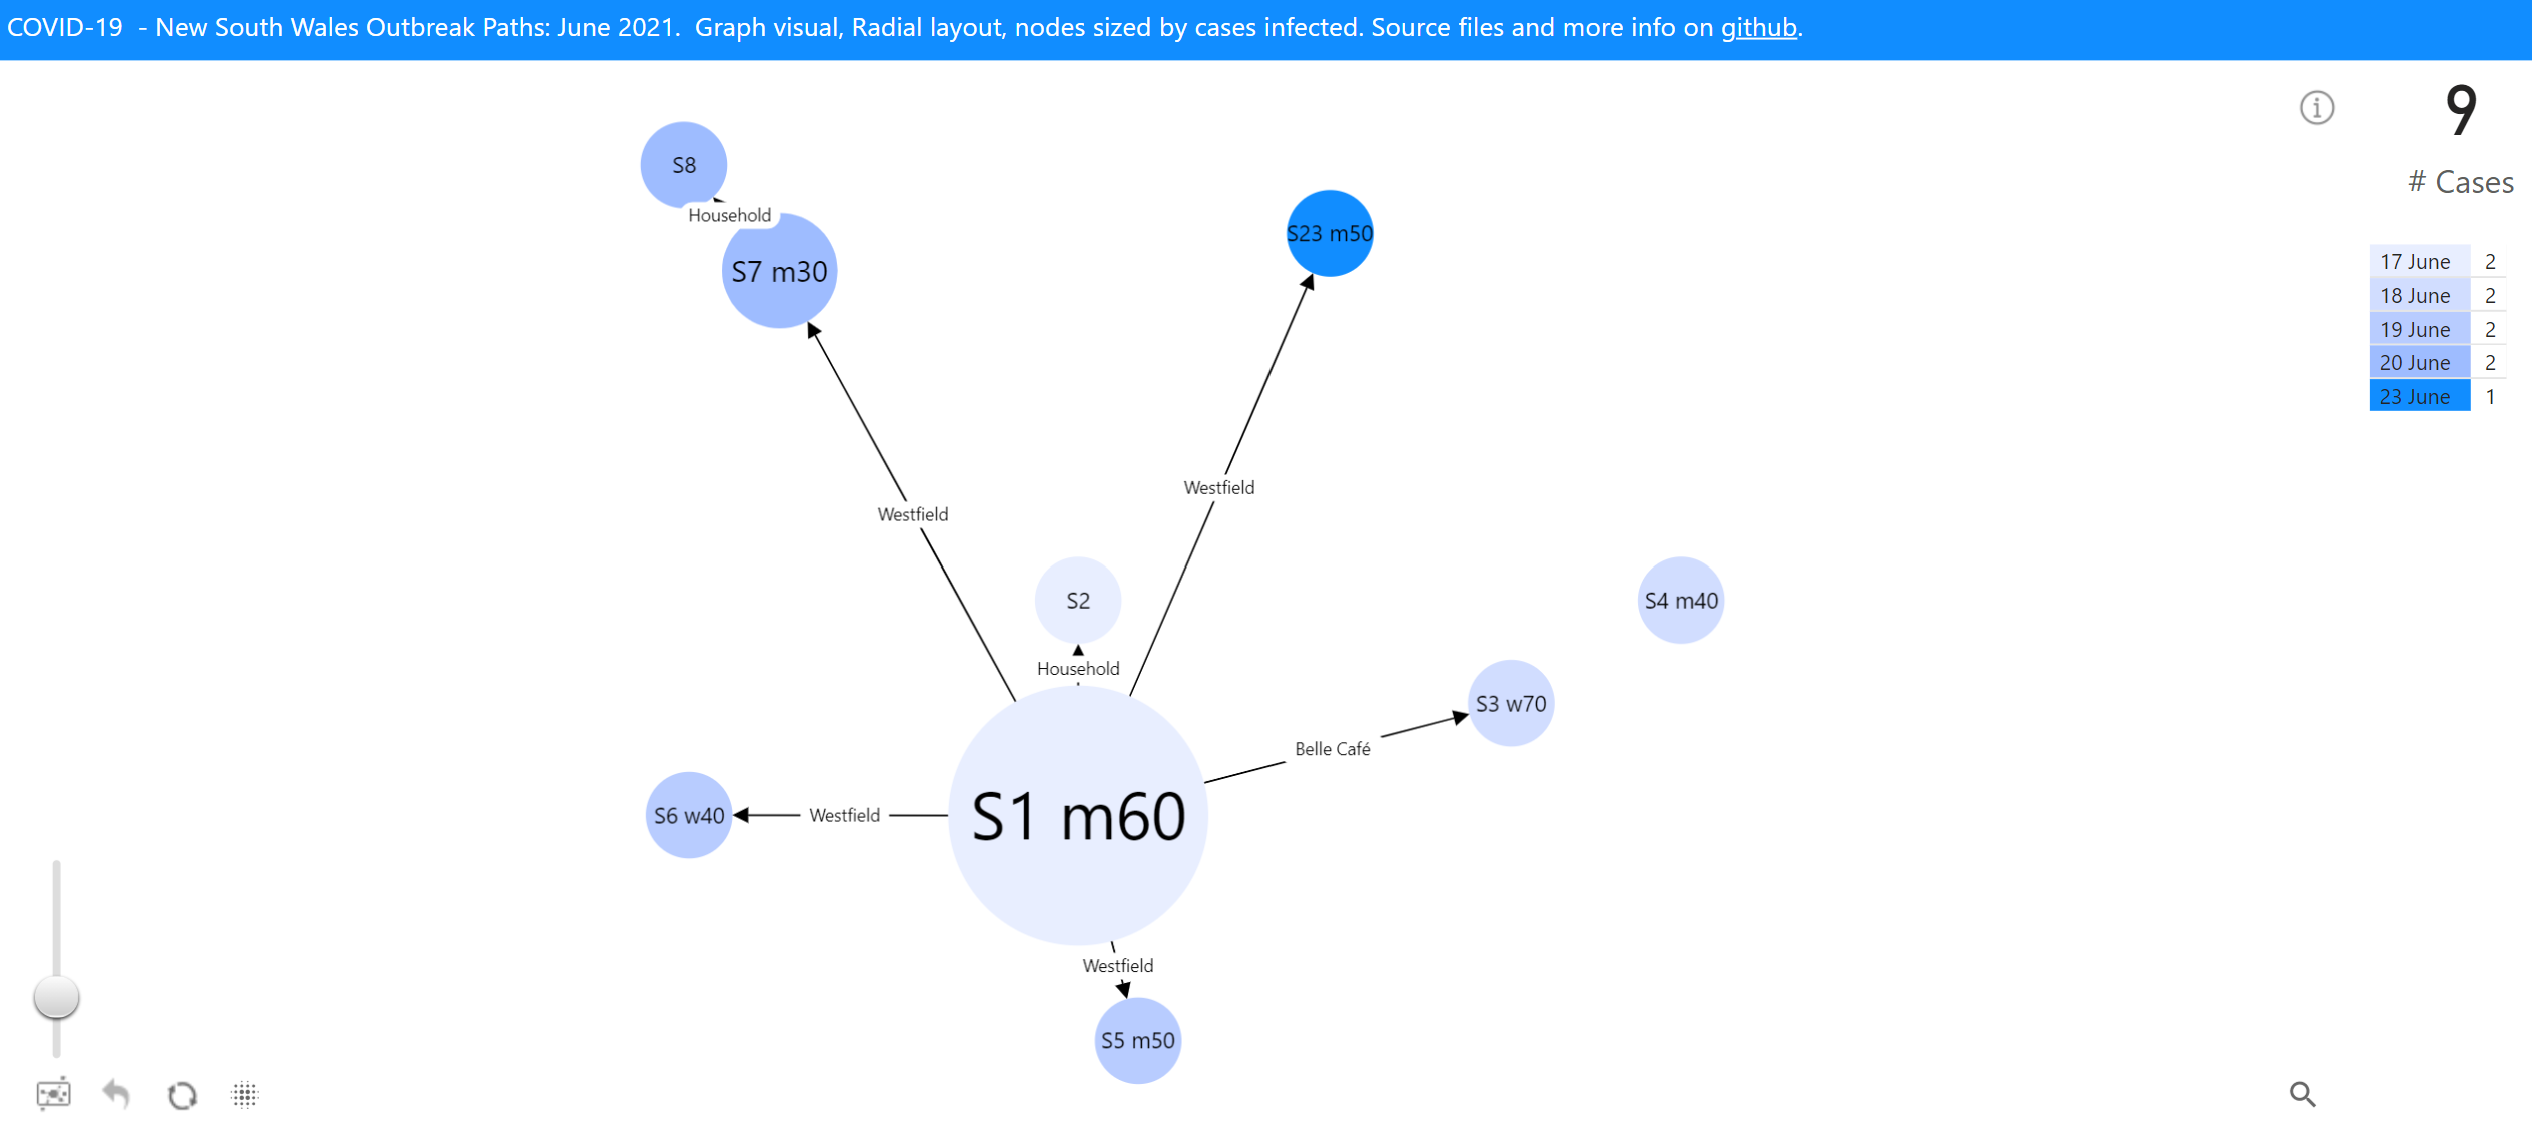 COVID-19  - New South Wales Outbreak Paths: June 2021.  Graph visual, Radial layout, nodes sized by cases infected. Source files and more info on github.
9
# Cases
17 June 2
18 June 2
19 June 2
20 June 2
23 June 1
S8
Household
S7 m30
S23 m50
Westfield
Westfield
S2
Household
S4 m40
S3 w70
Belle Café
S1 m60
S6 w40
Westfield
Westfield
S5 m50